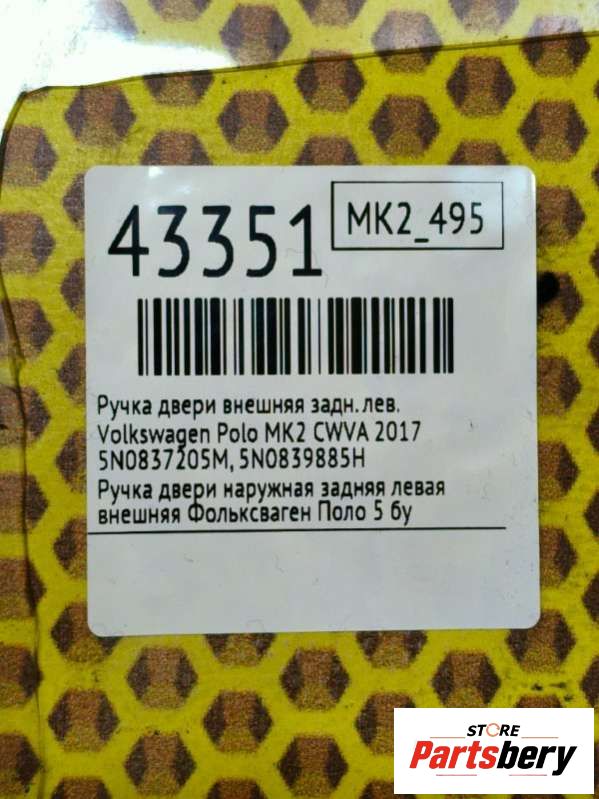 43351
MK2_495
Ручка двери внешняя задн. лев.
Volkswagen Polo MK2 CWVA 2017
5N0837205M, 5N0839885H
Ручка двери наружная задняя левая
внешняя Фольксваген Поло 5 бу
STORE
Partsbery